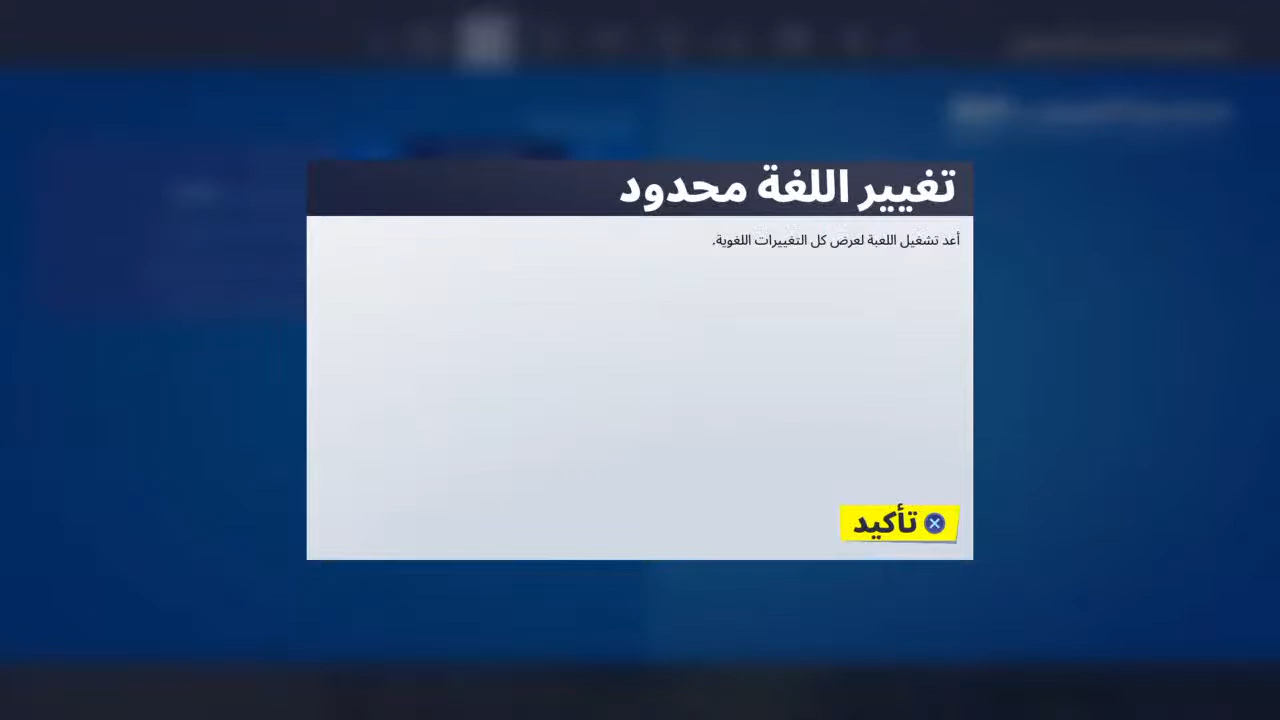 تغيير اللغة محدود
أعد تشغيل اللعبة لعرض كل التغييرات اللغوية.
تأكيد